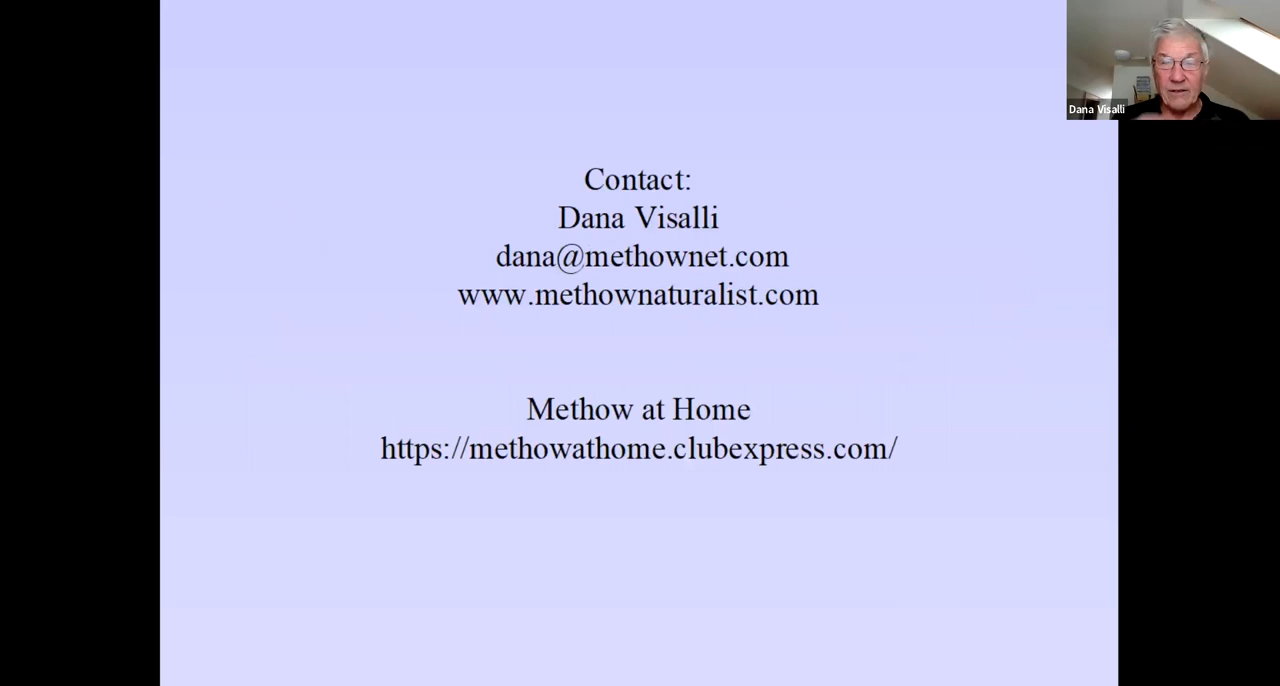 Contact:
Dana Visalli
dana@methownet.com
www.methownaturalist.com
Methow at Home
https://methowathome.clubexpress.com/
Dana Visalli